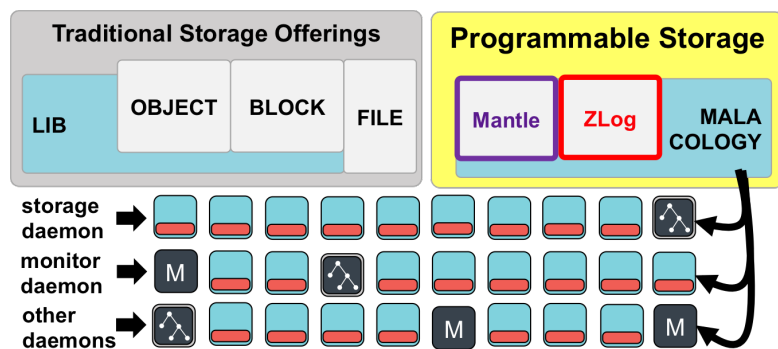 Traditional Storage Offerings
LIB
OBJECT
BLOCK
FILE
Programmable Storage
Mantle
ZLog
MALA
COLOGY
storage
daemon
monitor
daemon
M
other
daemons
M
M